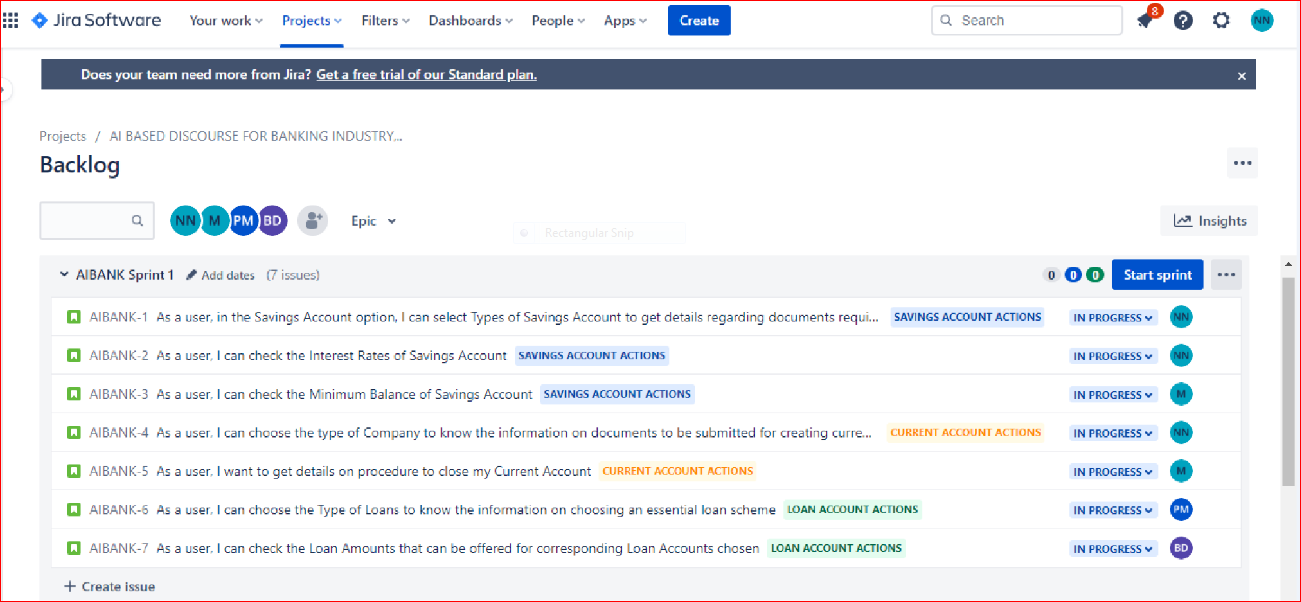 Jira Software Your work Projects Filters Dashboards People Apps Create Search 8 ? NN
Does your team need more from Jira? Get a free trial of our Standard plan. ×
Projects / AI BASED DISCOURSE FOR BANKING INDUSTRY...
Backlog
NN M PM BD Epic Insights
Rectangular Snip
AIBANK Sprint 1 Add dates (7 issues) 0 0 0 Start sprint
AIBANK-1 As a user, in the Savings Account option, I can select Types of Savings Account to get details regarding documents requi... SAVINGS ACCOUNT ACTIONS IN PROGRESS NN
AIBANK-2 As a user, I can check the Interest Rates of Savings Account SAVINGS ACCOUNT ACTIONS IN PROGRESS NN
AIBANK-3 As a user, I can check the Minimum Balance of Savings Account SAVINGS ACCOUNT ACTIONS IN PROGRESS M
AIBANK-4 As a user, I can choose the type of Company to know the information on documents to be submitted for creating curre... CURRENT ACCOUNT ACTIONS IN PROGRESS NN
AIBANK-5 As a user, I want to get details on procedure to close my Current Account CURRENT ACCOUNT ACTIONS IN PROGRESS M
AIBANK-6 As a user, I can choose the Type of Loans to know the information on choosing an essential loan scheme LOAN ACCOUNT ACTIONS IN PROGRESS PM
AIBANK-7 As a user, I can check the Loan Amounts that can be offered for corresponding Loan Accounts chosen LOAN ACCOUNT ACTIONS IN PROGRESS BD
+ Create issue